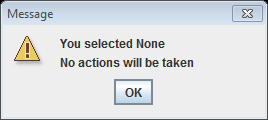 Message
You selected None
No actions will be taken
OK